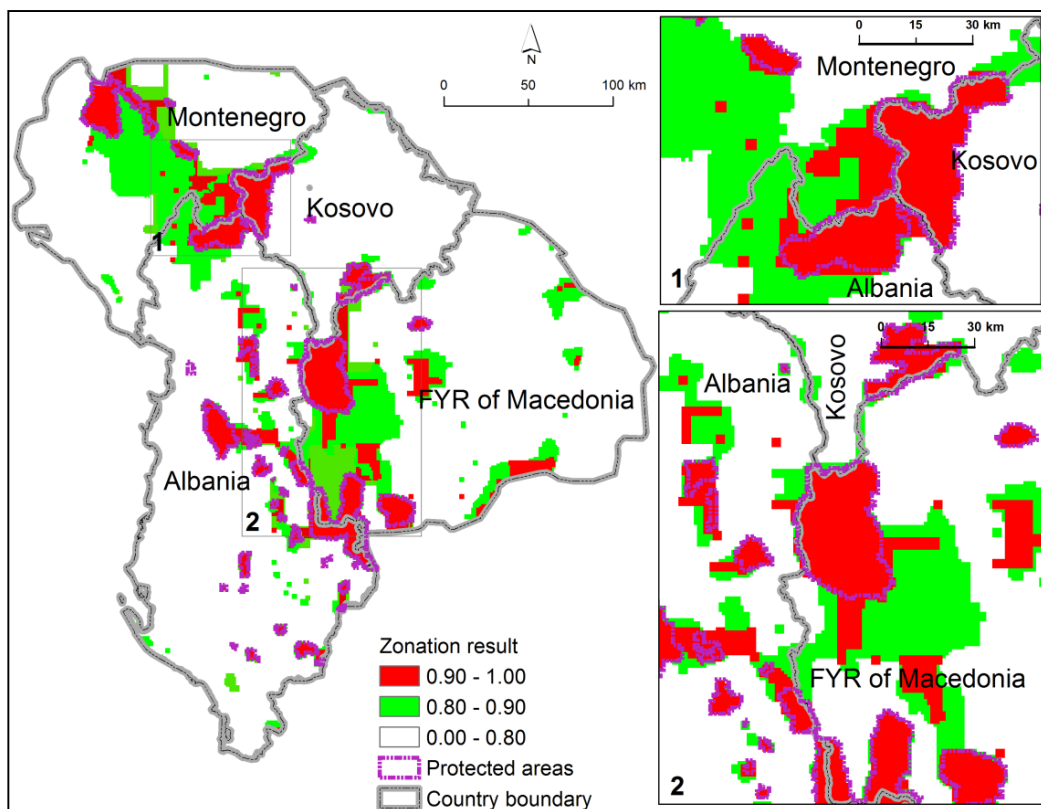 N
0 50 100 km
Montenegro
Kosovo
1
FYR of Macedonia
Albania
2
Zonation result
0.90 - 1.00
0.80 - 0.90
0.00 - 0.80
Protected areas
Country boundary
0 15 30 km
Montenegro
Kosovo
1
Albania
0 15 30 km
Albania
Kosovo
FYR of Macedonia
2